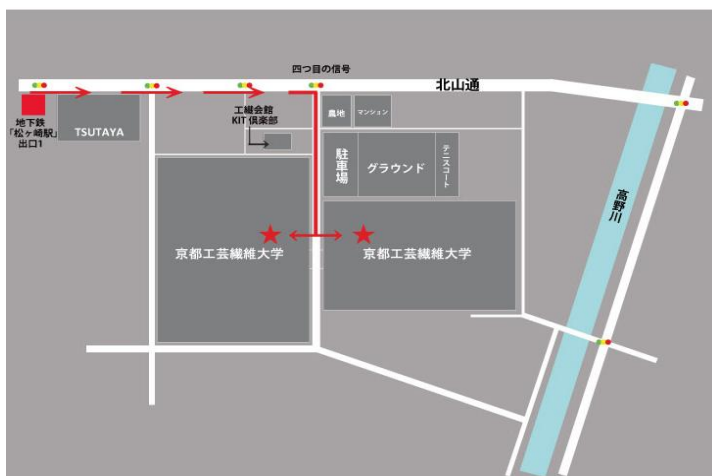 四つ目の信号
北山通
地下鉄
「松ヶ崎駅」
出口1
TSUTAYA
工繊会館
KIT 倶楽部
農地
マンション
駐車場
グラウンド
テニスコート
高野川
京都工芸繊維大学
京都工芸繊維大学